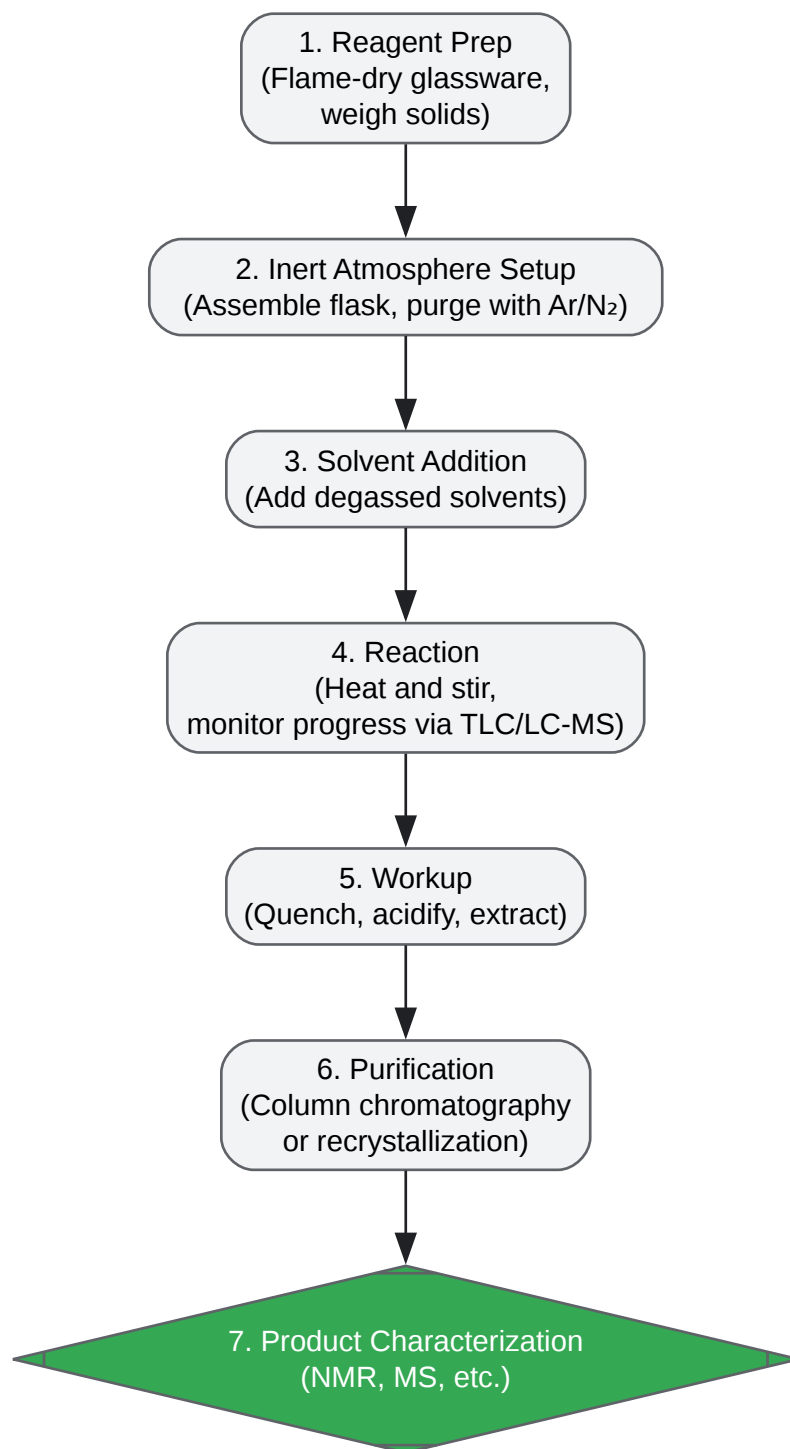 1. Reagent Prep
(Flame-dry glassware,
weigh solids)
2. Inert Atmosphere Setup
(Assemble flask, purge with Ar/N₂)
3. Solvent Addition
(Add degassed solvents)
4. Reaction
(Heat and stir,
monitor progress via TLC/LC-MS)
5. Workup
(Quench, acidify, extract)
6. Purification
(Column chromatography
or recrystallization)
7. Product Characterization
(NMR, MS, etc.)